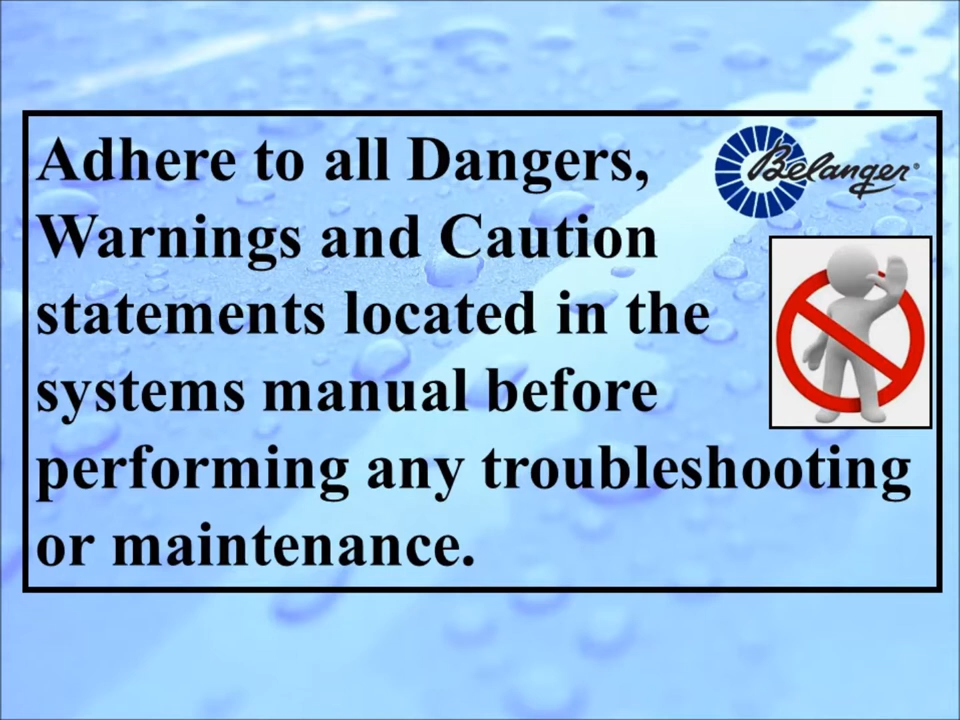 Adhere to all Dangers,
Belanger®
Warnings and Caution
statements located in the
systems manual before
performing any troubleshooting
or maintenance.